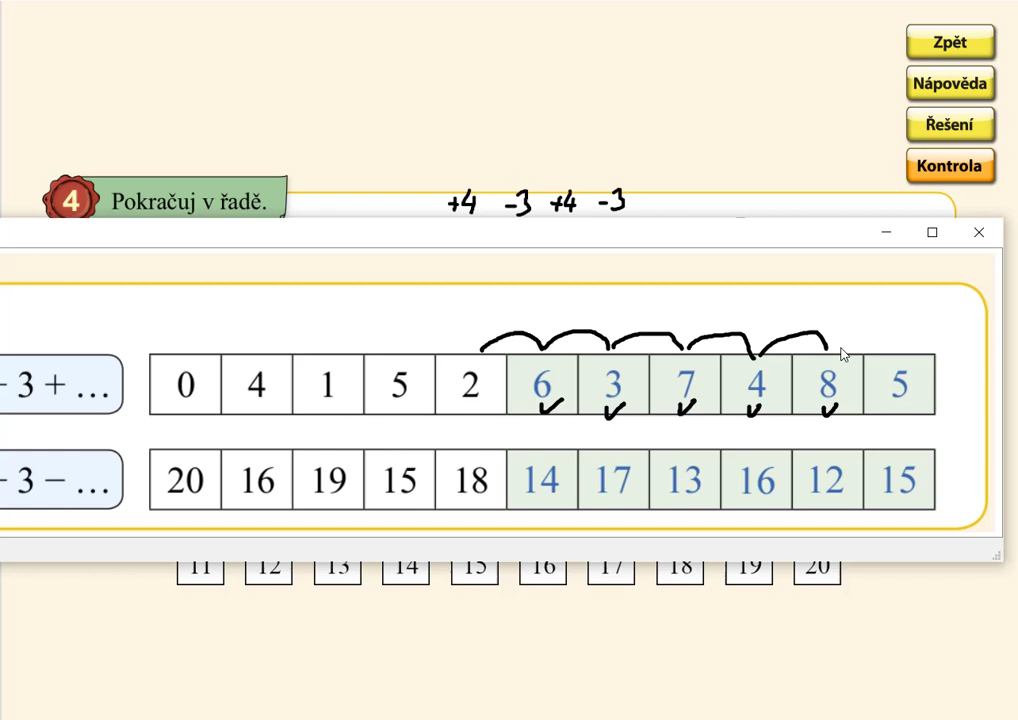 Zpět
Nápověda
Řešení
Kontrola
4 Pokračuj v řadě.
+4 -3 +4 -3
- 3 + ... 0 4 1 5 2 6 3 7 4 8 5
- 3 − ... 20 16 19 15 18 14 17 13 16 12 15
11 12 13 14 15 16 17 18 19 20